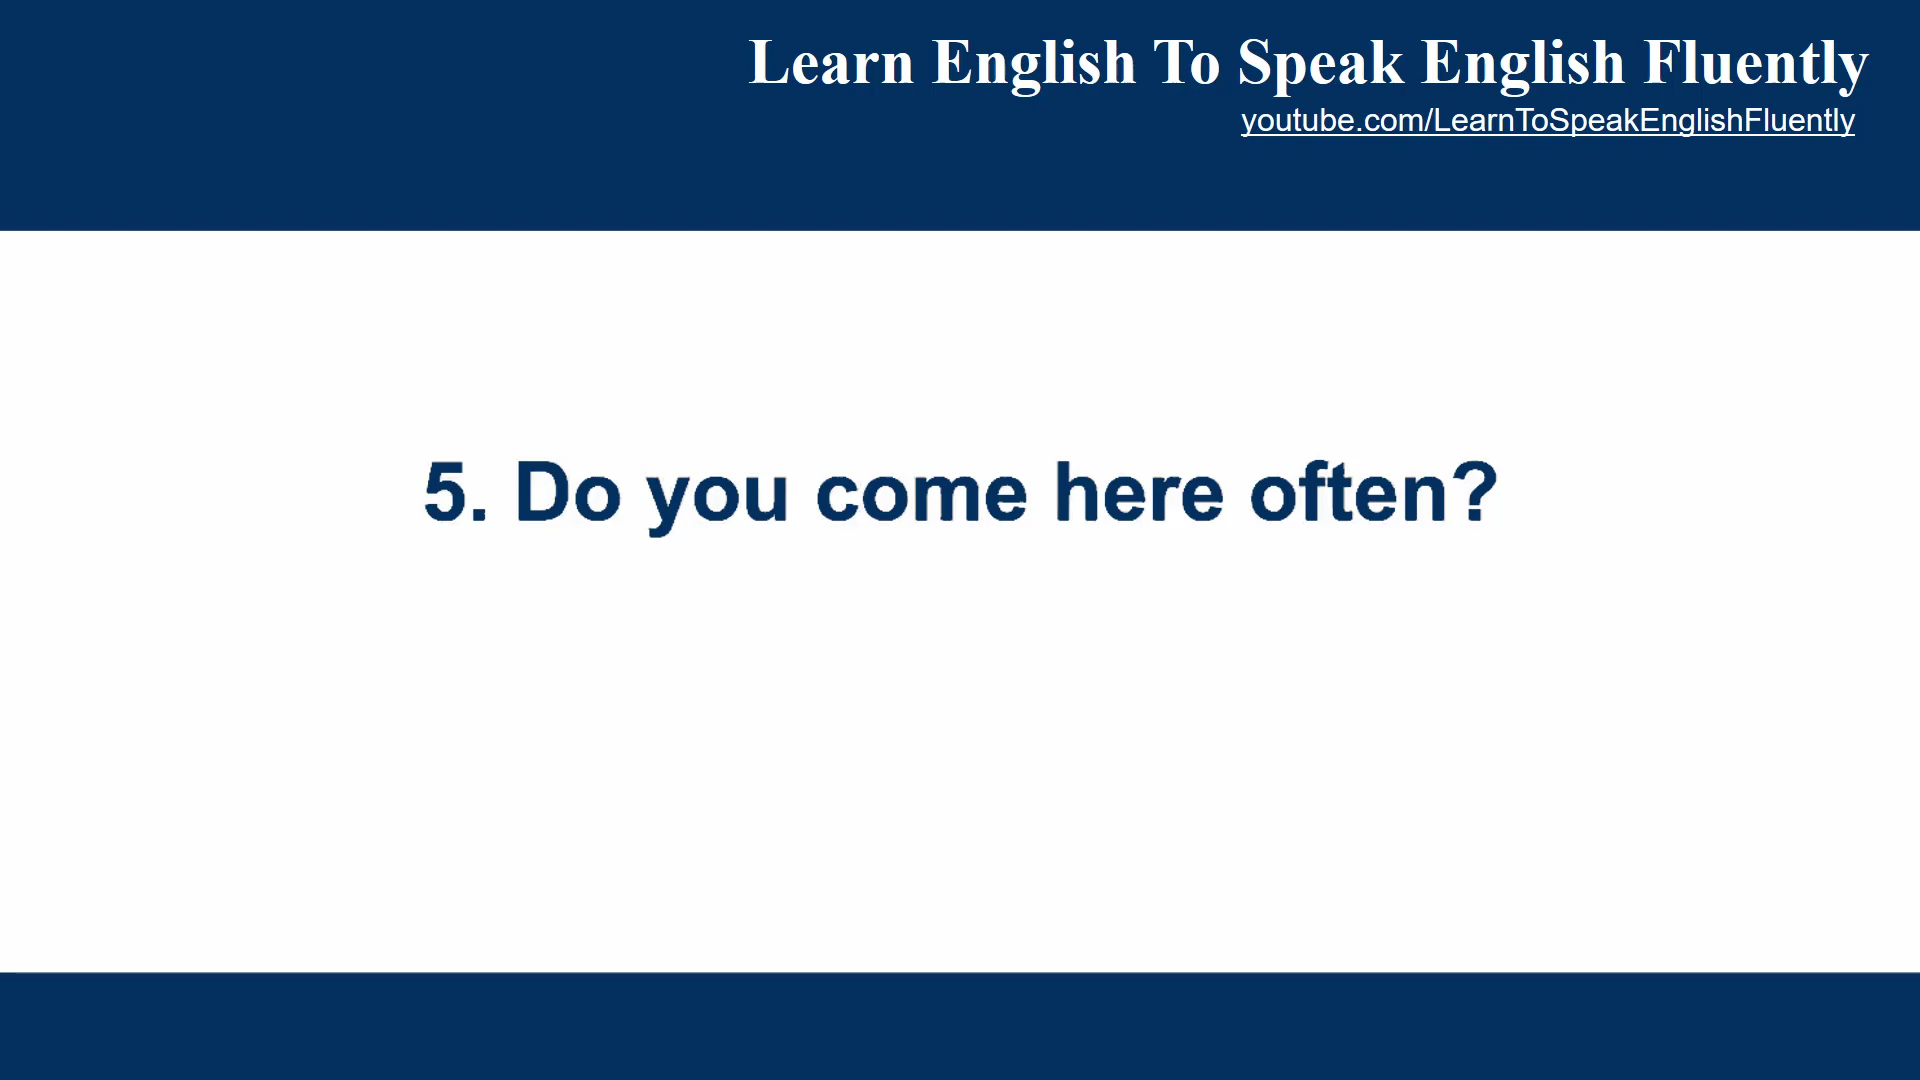 Learn English To Speak English Fluently
youtube.com/LearnToSpeakEnglishFluently
5. Do you come here often?